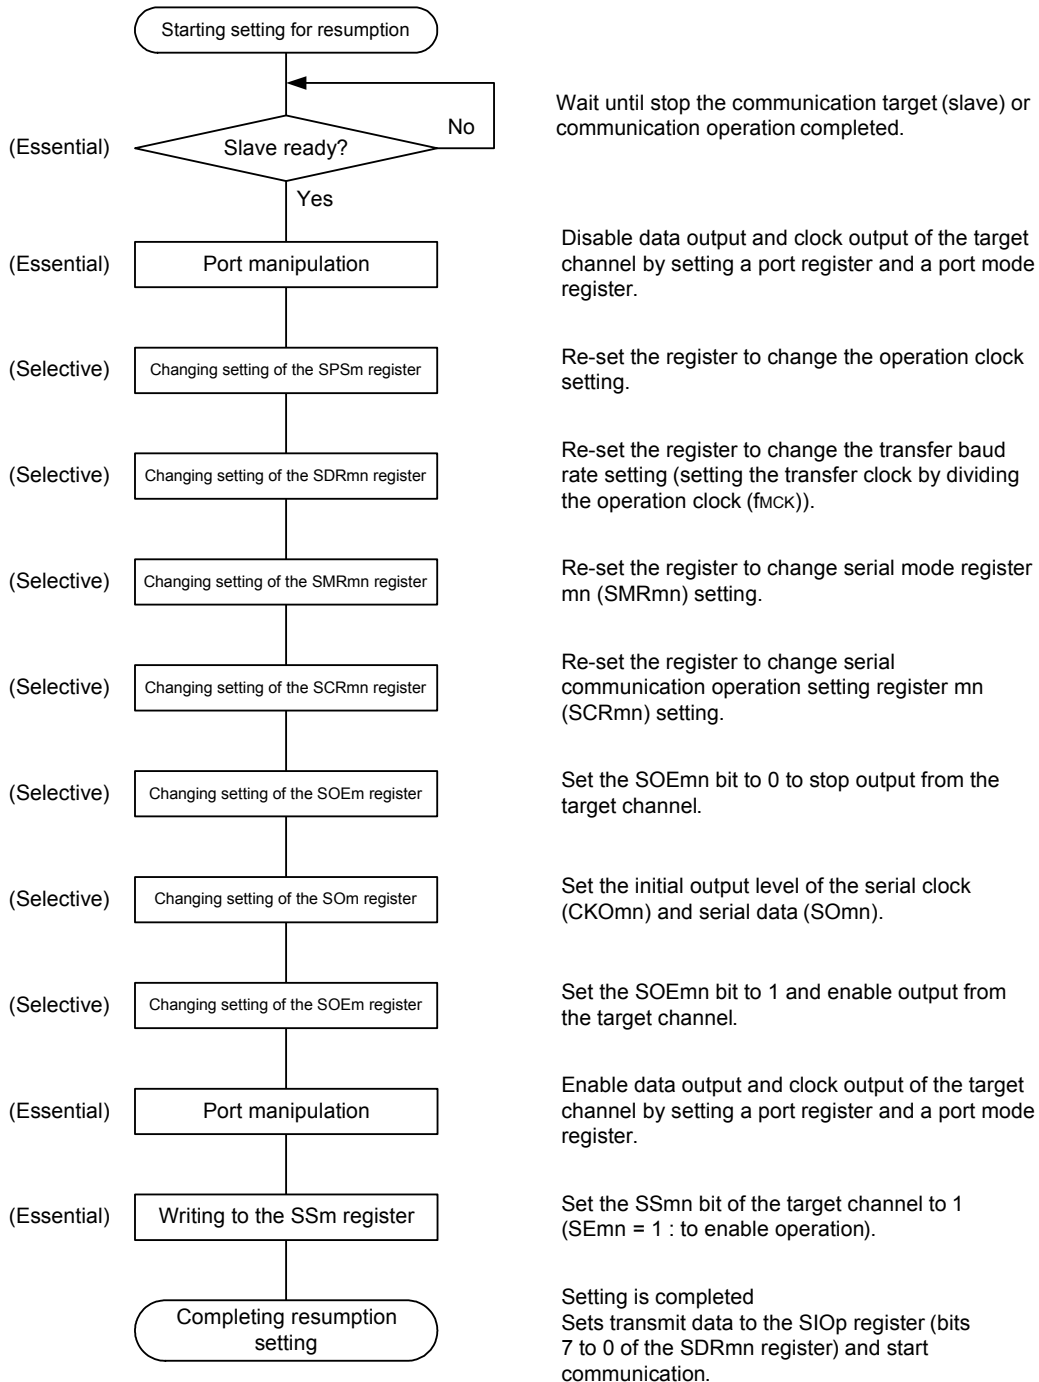 Starting setting for resumption
(Essential)
Slave ready?
No
Yes
Wait until stop the communication target (slave) or
communication operation completed.
(Essential)
Port manipulation
Disable data output and clock output of the target
channel by setting a port register and a port mode
register.
(Selective)
Changing setting of the SPSm register
Re-set the register to change the operation clock
setting.
(Selective)
Changing setting of the SDRmn register
Re-set the register to change the transfer baud
rate setting (setting the transfer clock by dividing
the operation clock (fMCK)).
(Selective)
Changing setting of the SMRmn register
Re-set the register to change serial mode register
mn (SMRmn) setting.
(Selective)
Changing setting of the SCRmn register
Re-set the register to change serial
communication operation setting register mn
(SCRmn) setting.
(Selective)
Changing setting of the SOEm register
Set the SOEmn bit to 0 to stop output from the
target channel.
(Selective)
Changing setting of the SOm register
Set the initial output level of the serial clock
(CKOmn) and serial data (SOmn).
(Selective)
Changing setting of the SOEm register
Set the SOEmn bit to 1 and enable output from
the target channel.
(Essential)
Port manipulation
Enable data output and clock output of the target
channel by setting a port register and a port mode
register.
(Essential)
Writing to the SSm register
Set the SSmn bit of the target channel to 1
(SEmn = 1 : to enable operation).
Completing resumption
setting
Setting is completed
Sets transmit data to the SIOp register (bits
7 to 0 of the SDRmn register) and start
communication.